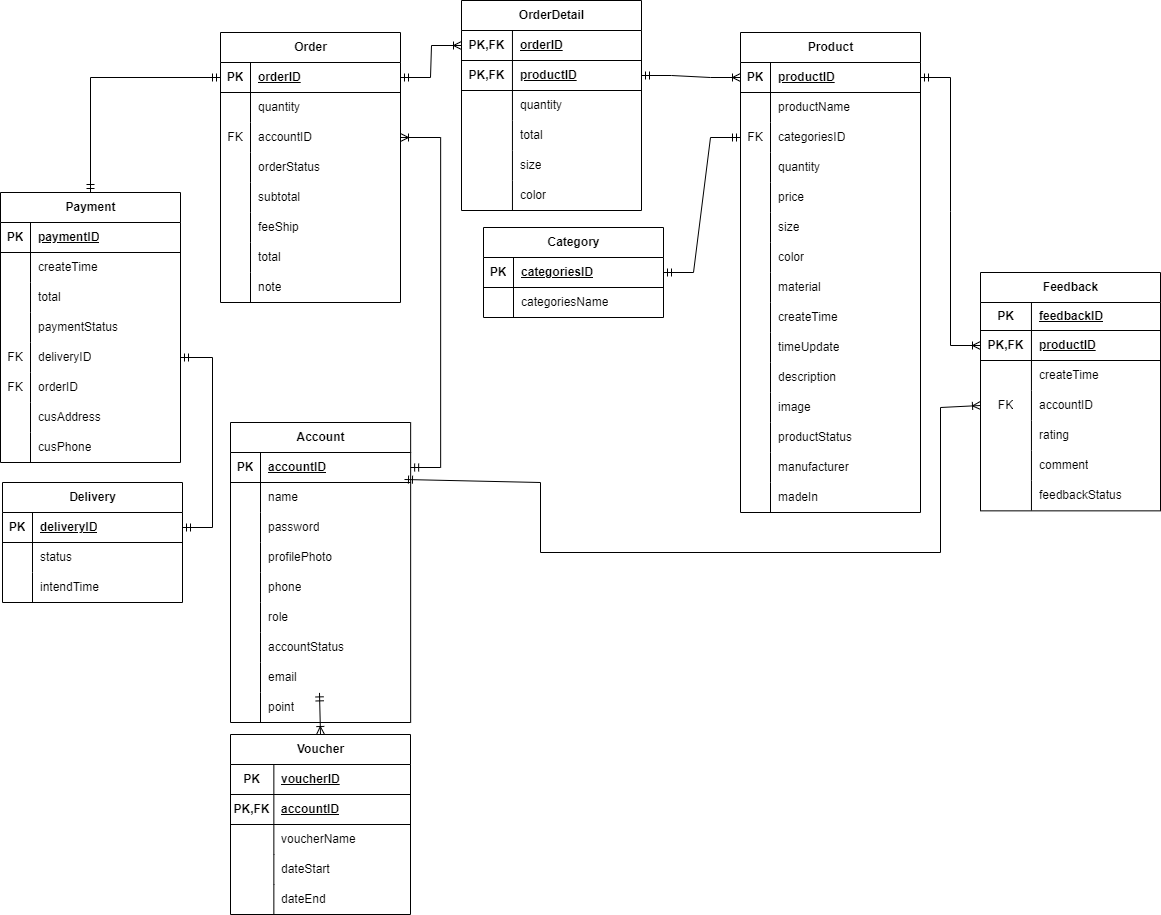 Order
PK orderID
quantity
FK accountID
orderStatus
subtotal
feeShip
total
note
OrderDetail
PK,FK orderID
PK,FK productID
quantity
total
size
color
Product
PK productID
productName
FK categoriesID
quantity
price
size
color
material
createTime
timeUpdate
description
image
productStatus
manufacturer
madeIn
Payment
PK paymentID
createTime
total
paymentStatus
FK deliveryID
FK orderID
cusAddress
cusPhone
Category
PK categoriesID
categoriesName
Feedback
PK feedbackID
PK,FK productID
createTime
FK accountID
rating
comment
feedbackStatus
Account
PK accountID
name
password
profilePhoto
phone
role
accountStatus
email
point
Delivery
PK deliveryID
status
intendTime
Voucher
PK voucherID
PK,FK accountID
voucherName
dateStart
dateEnd